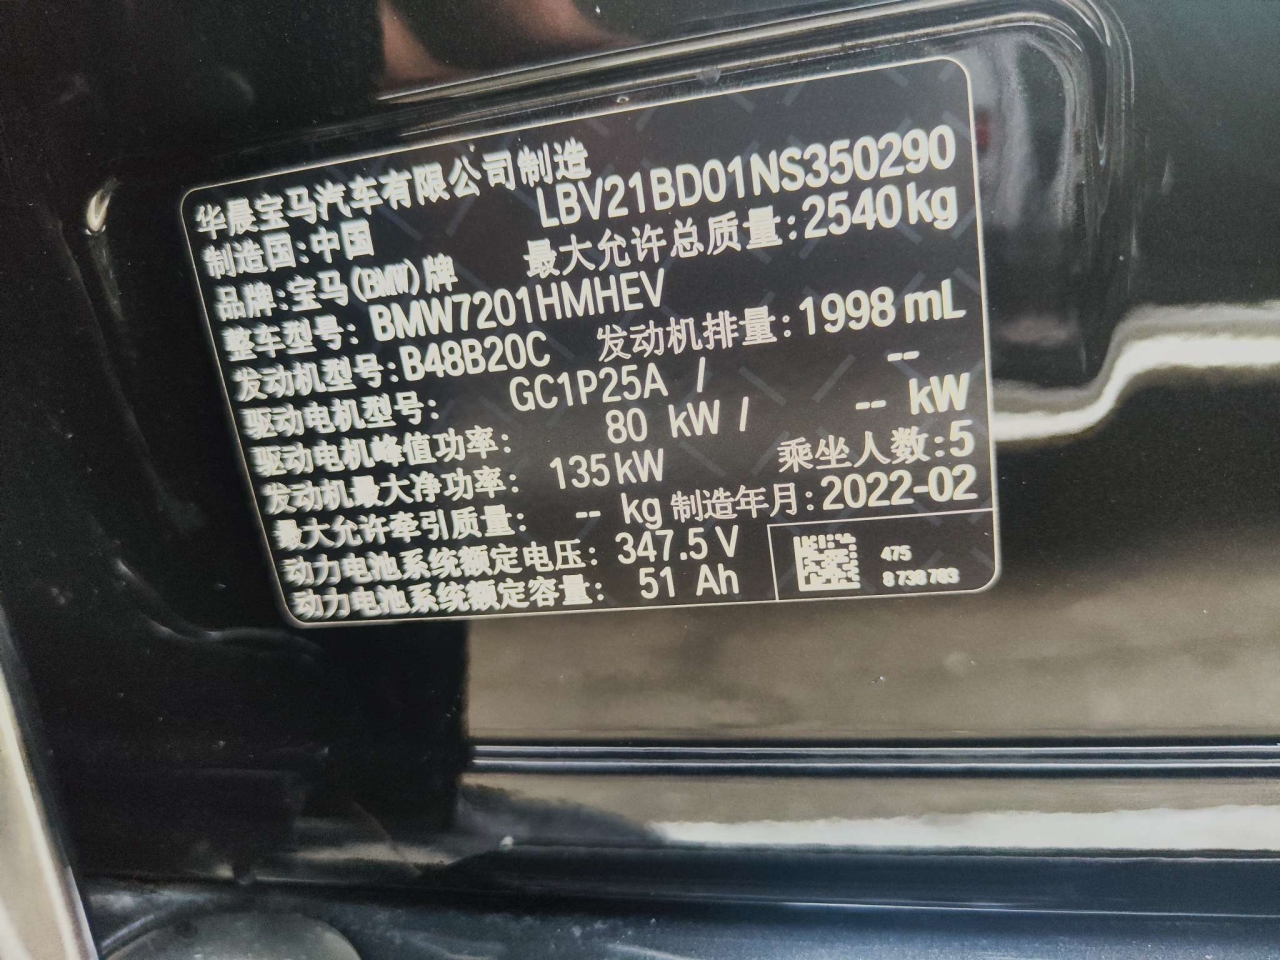 华晨宝马汽车有限公司制造
制造国:中国 LBV21BD01NS350290
品牌:宝马(BMW)牌 最大允许总质量:2540kg
整车型号: BMW7201HMHEV
发动机型号:B48B20C 发动机排量:1998 mL
驱动电机型号: GC1P25A / --
驱动电机峰值功率: 80 kW / -- kW
发动机最大净功率: 135kW 乘坐人数:5
最大允许牵引质量: -- kg 制造年月:2022-02
动力电池系统额定电压: 347.5 V
动力电池系统额定容量: 51 Ah
475
8 738 783